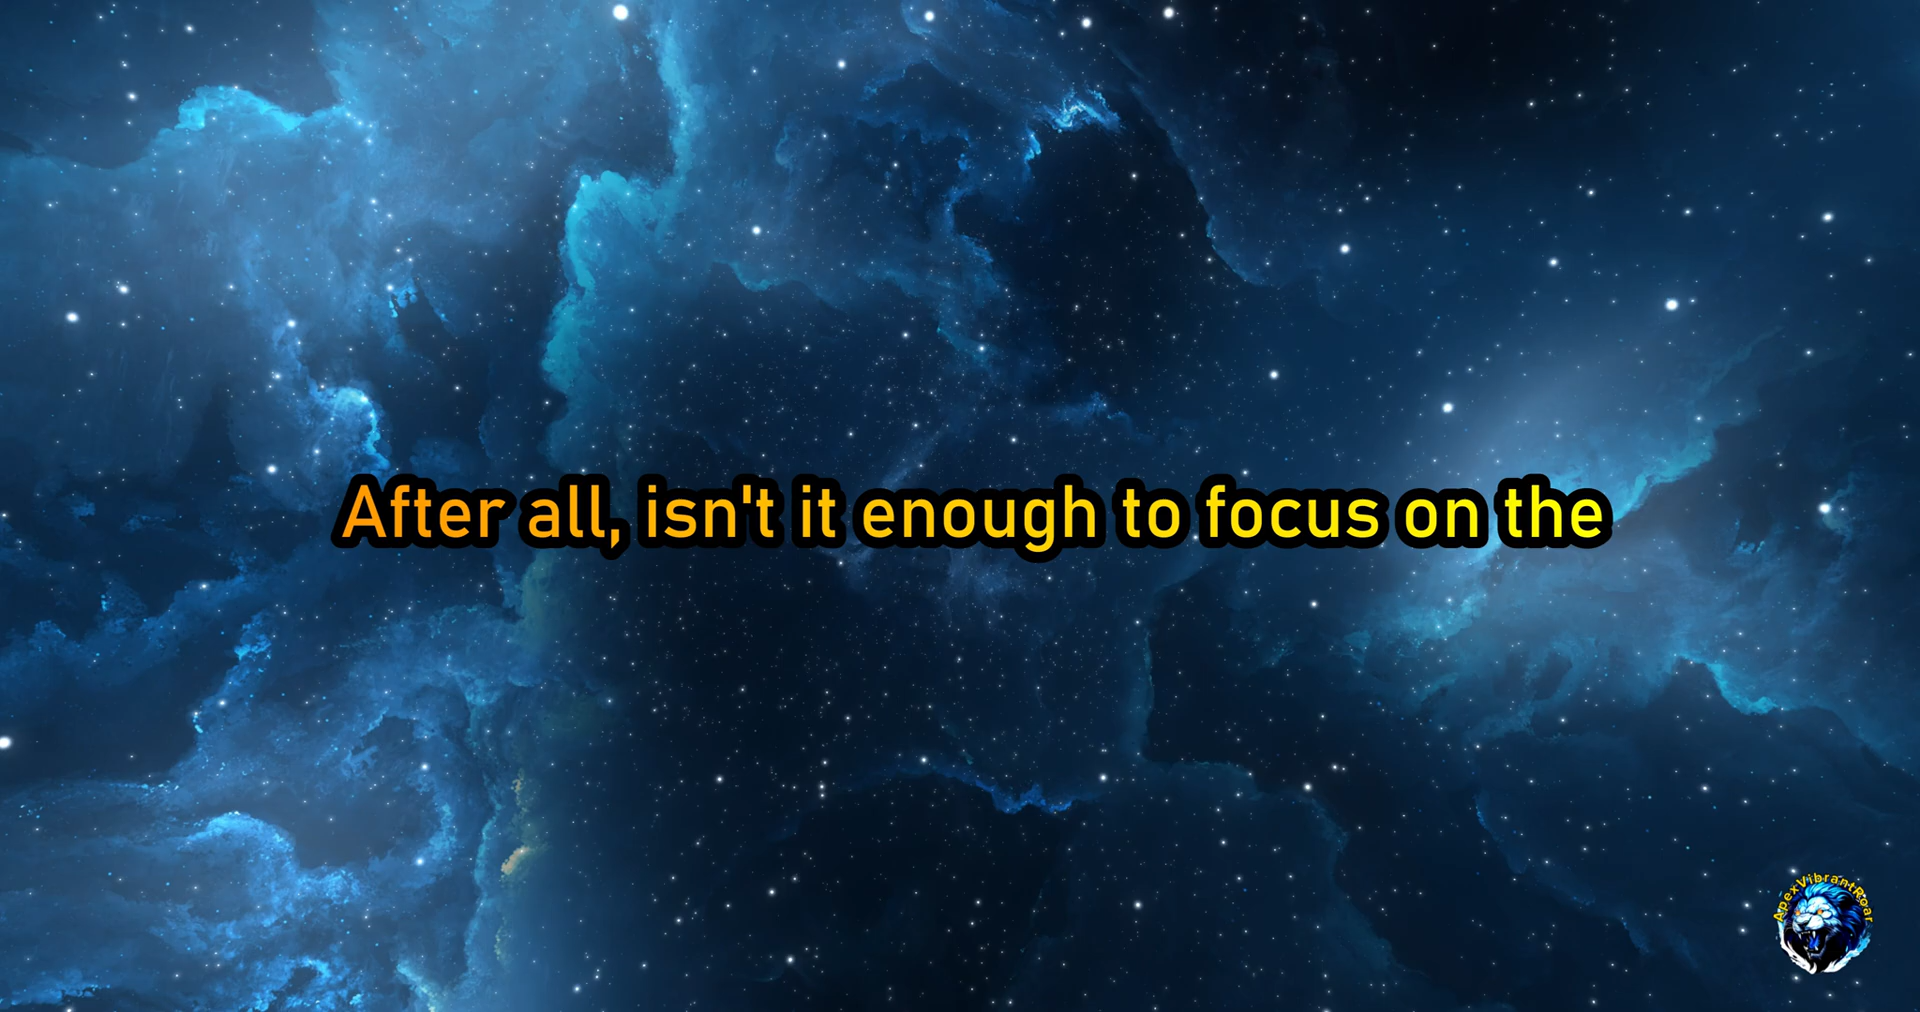 After all, isn't it enough to focus on the
ApexVibrantRoar